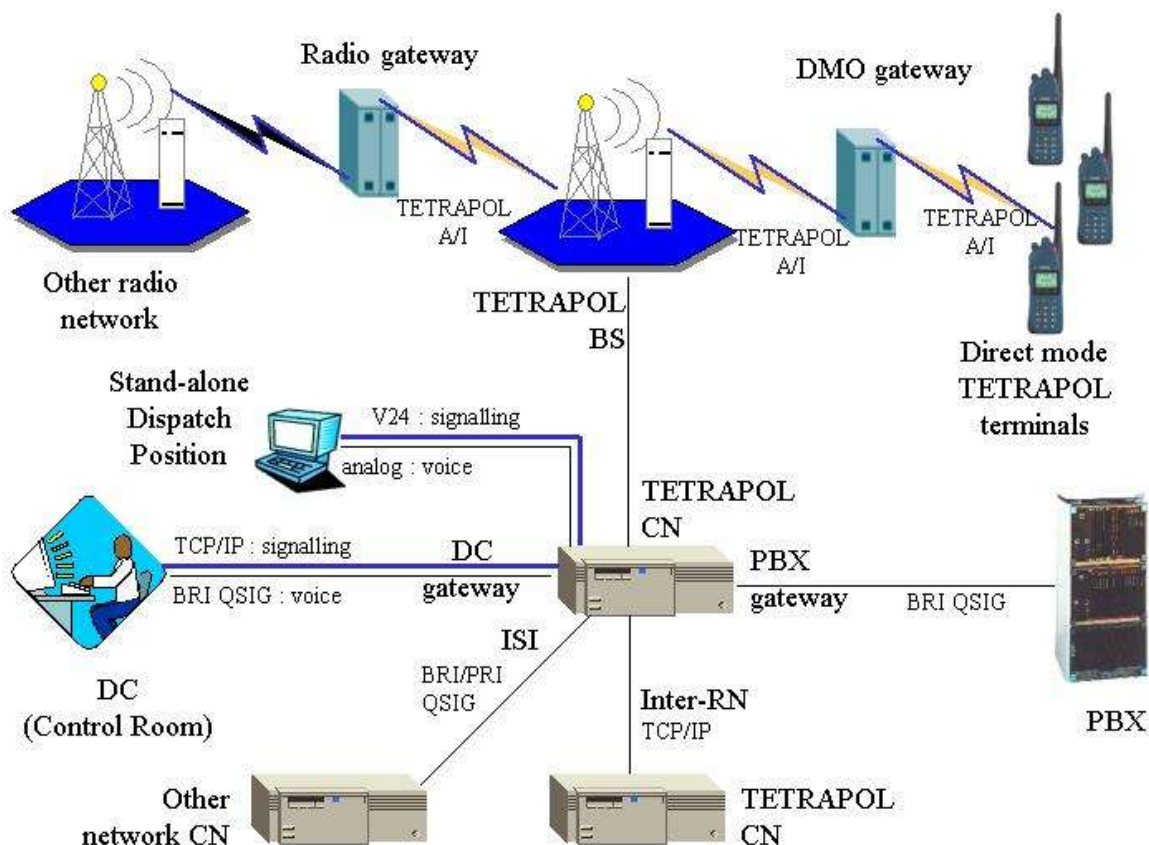 Radio gateway
DMO gateway
TETRAPOL
A/I
TETRAPOL
A/I
TETRAPOL
A/I
Other radio
network
TETRAPOL
BS
Direct mode
TETRAPOL
terminals
Stand-alone
Dispatch
Position
V24 : signalling
analog : voice
TETRAPOL
CN
TCP/IP : signalling
BRI QSIG : voice
DC
gateway
PBX
gateway
BRI QSIG
ISI
BRI/PRI
QSIG
Inter-RN
TCP/IP
DC
(Control Room)
PBX
Other
network CN
TETRAPOL
CN